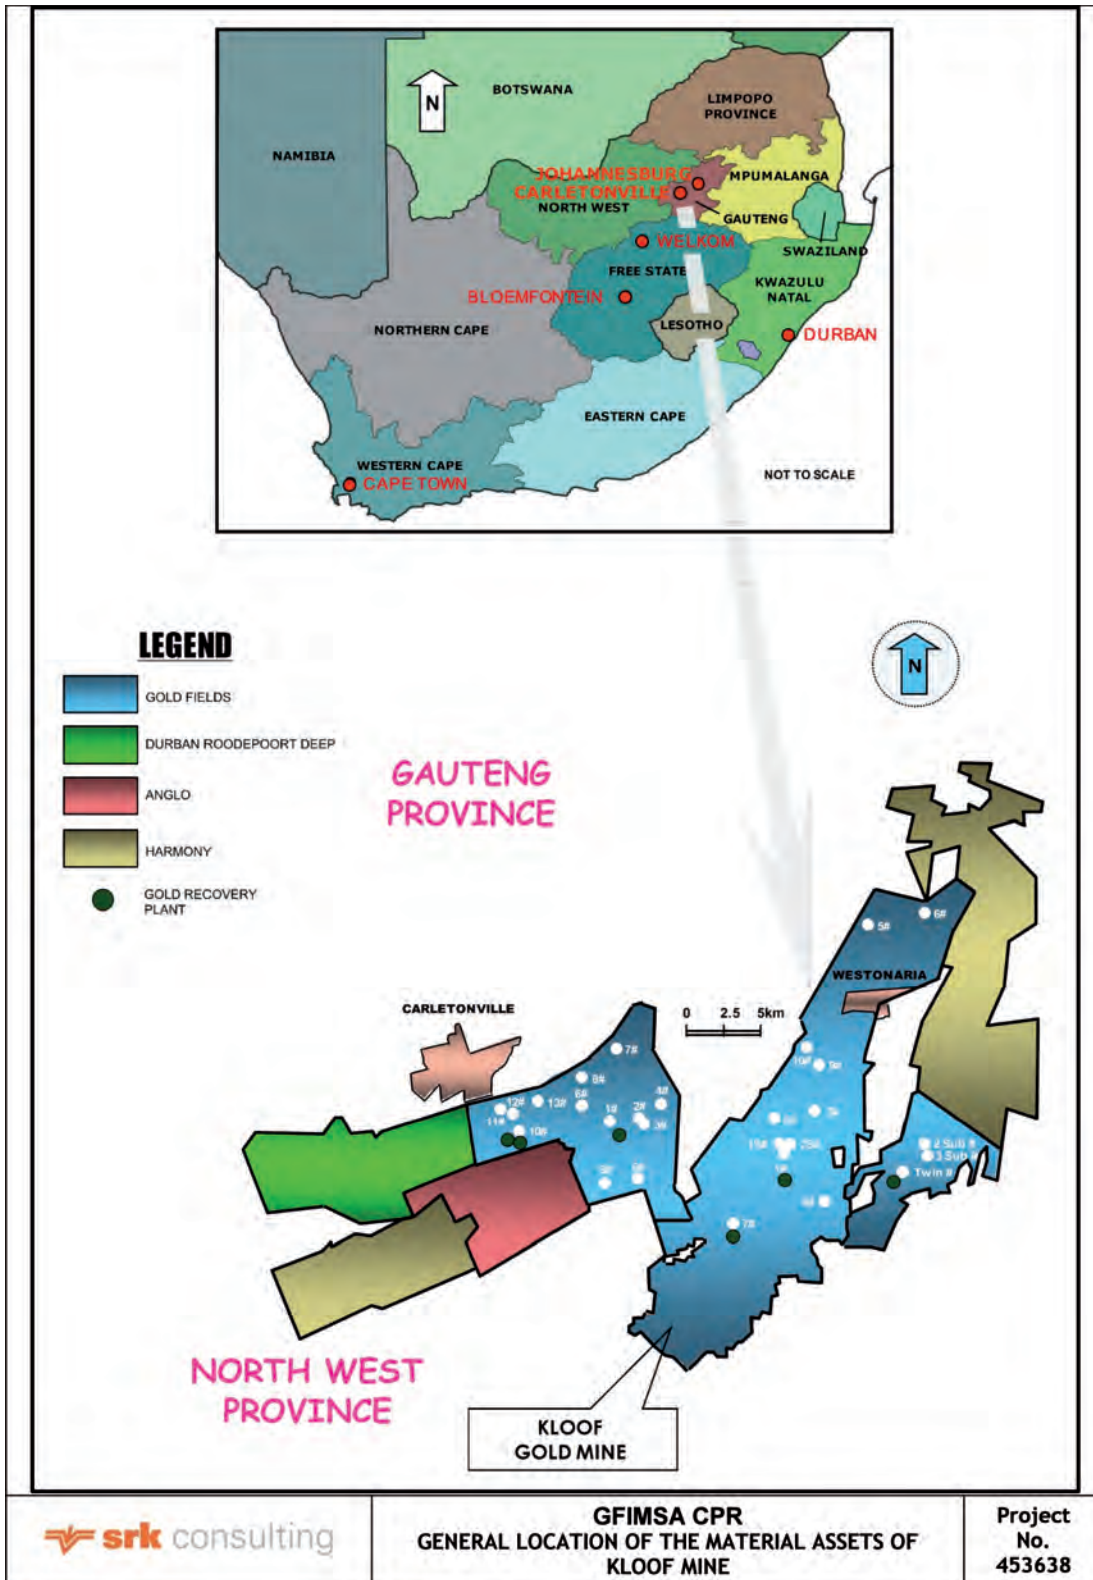 BOTSWANA
LIMPOPO
PROVINCE
N
NAMIBIA
JOHANNESBURG
MPUMALANGA
CARLETONVILLE
NORTH WEST
GAUTENG
WELKOM
SWAZILAND
FREE STATE
KWAZULU
NATAL
BLOEMFONTEIN
NORTHERN CAPE
LESOTHO
DURBAN
EASTERN CAPE
WESTERN CAPE
CAPE TOWN
NOT TO SCALE
LEGEND
GOLD FIELDS
DURBAN ROODEPOORT DEEP
ANGLO
HARMONY
GOLD RECOVERY
PLANT
N
GAUTENG
PROVINCE
5#
6#
WESTONARIA
CARLETONVILLE
0 2.5 5km
7#
10#
9#
8#
6#
4#
12#
13#
11#
1#
2#
3#
10#
2 Sub #
3 Sub #
Twin #
7#
NORTH WEST
PROVINCE
KLOOF
GOLD MINE
srk consulting
GFIMSA CPR
GENERAL LOCATION OF THE MATERIAL ASSETS OF
KLOOF MINE
Project
No.
453638